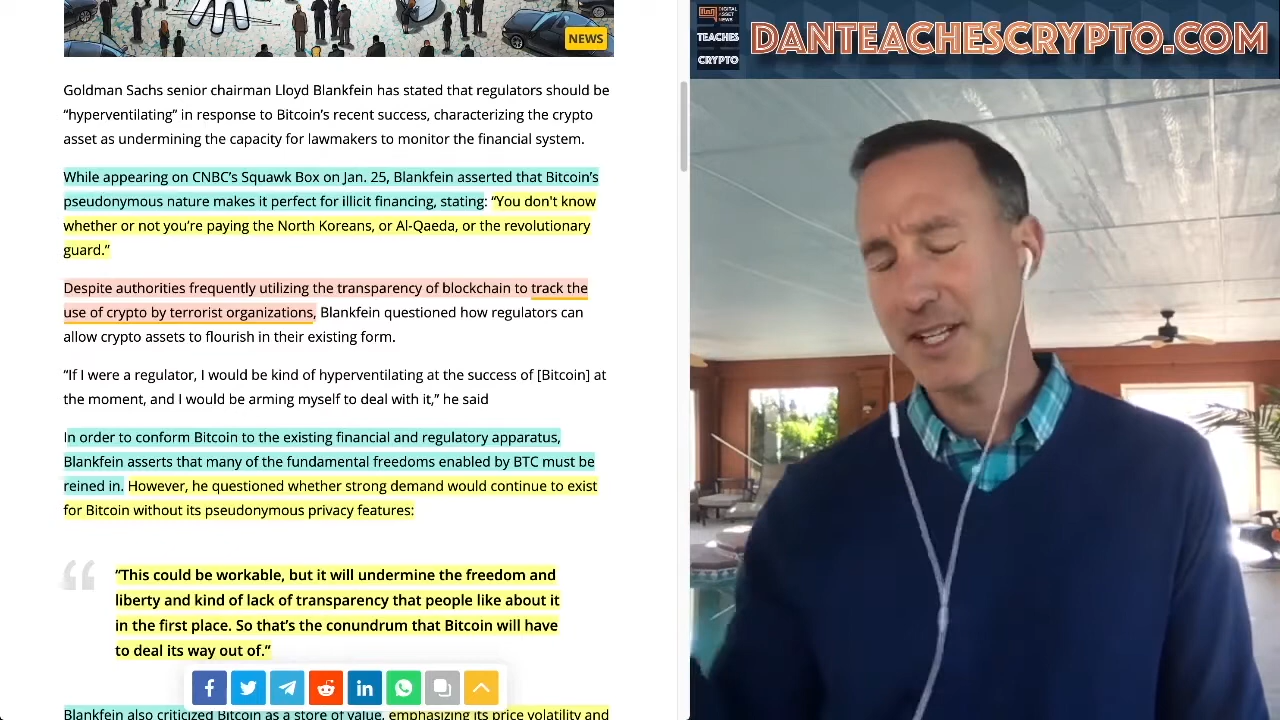 NEWS
Goldman Sachs senior chairman Lloyd Blankfein has stated that regulators should be
“hyperventilating” in response to Bitcoin’s recent success, characterizing the crypto
asset as undermining the capacity for lawmakers to monitor the financial system.
While appearing on CNBC’s Squawk Box on Jan. 25, Blankfein asserted that Bitcoin’s
pseudonymous nature makes it perfect for illicit financing, stating: “You don't know
whether or not you’re paying the North Koreans, or Al-Qaeda, or the revolutionary
guard.”
Despite authorities frequently utilizing the transparency of blockchain to track the
use of crypto by terrorist organizations, Blankfein questioned how regulators can
allow crypto assets to flourish in their existing form.
“If I were a regulator, I would be kind of hyperventilating at the success of [Bitcoin] at
the moment, and I would be arming myself to deal with it,” he said
In order to conform Bitcoin to the existing financial and regulatory apparatus,
Blankfein asserts that many of the fundamental freedoms enabled by BTC must be
reined in. However, he questioned whether strong demand would continue to exist
for Bitcoin without its pseudonymous privacy features:
“This could be workable, but it will undermine the freedom and
liberty and kind of lack of transparency that people like about it
in the first place. So that’s the conundrum that Bitcoin will have
to deal its way out of.”
Blankfein also criticized Bitcoin as a store of value, emphasizing its price volatility and
DIGITAL
ASSET
NEWS
TEACHES
CRYPTO
DANTEACHESCRYPTO.COM